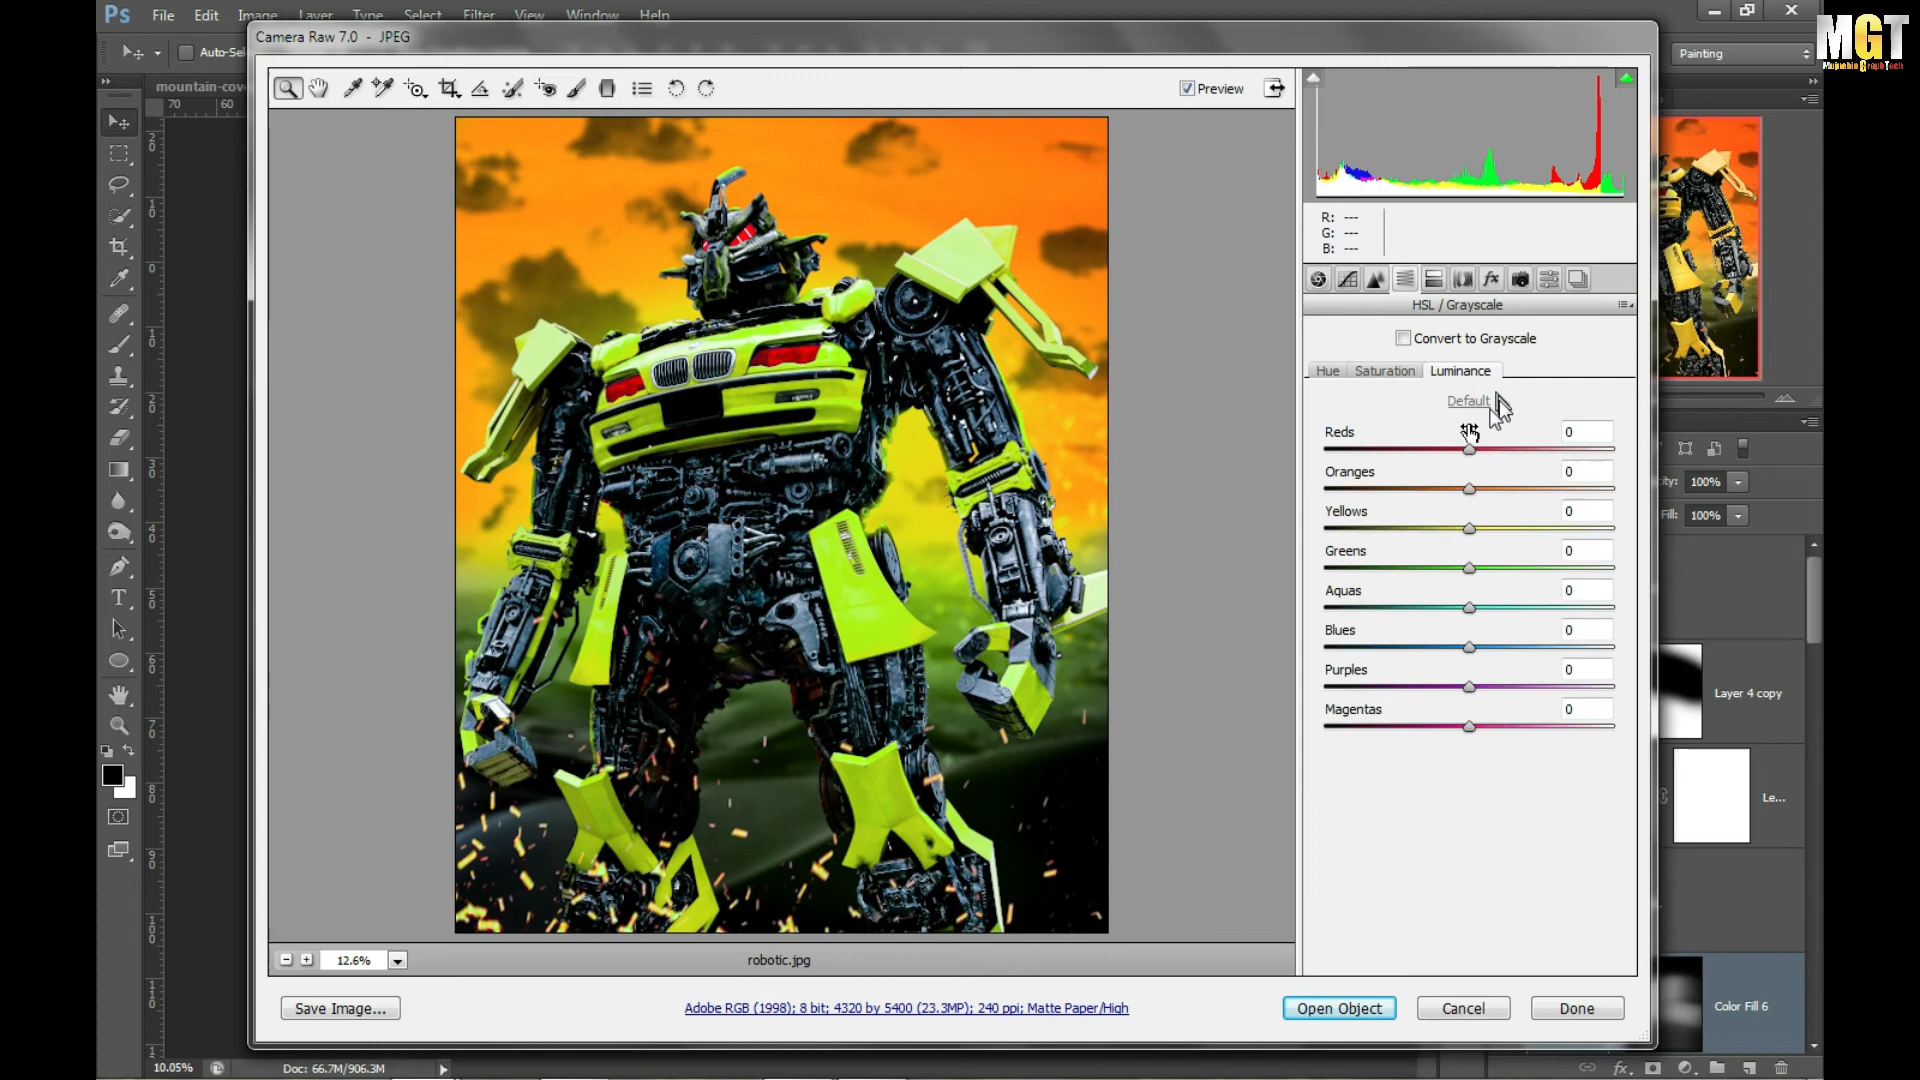 Ps File Edit Image Layer Type Select Filter View Window Help
Camera Raw 7.0 - JPEG
MGT
Auto-Sel
Painting
mountain-cov
70 60
Preview
R: ---
G: ---
B: ---
HSL / Grayscale
Convert to Grayscale
Hue Saturation Luminance
Default
Reds 0
Oranges 0
Yellows 0
Greens 0
Aquas 0
Blues 0
Purples 0
Magentas 0
100%
Fill: 100%
Layer 4 copy
Le...
Color Fill 6
12.6%
robotic.jpg
Save Image...
Adobe RGB (1998); 8 bit; 4320 by 5400 (23.3MP); 240 ppi; Matte Paper/High
Open Object Cancel Done
10.05% Doc: 66.7M/906.3M